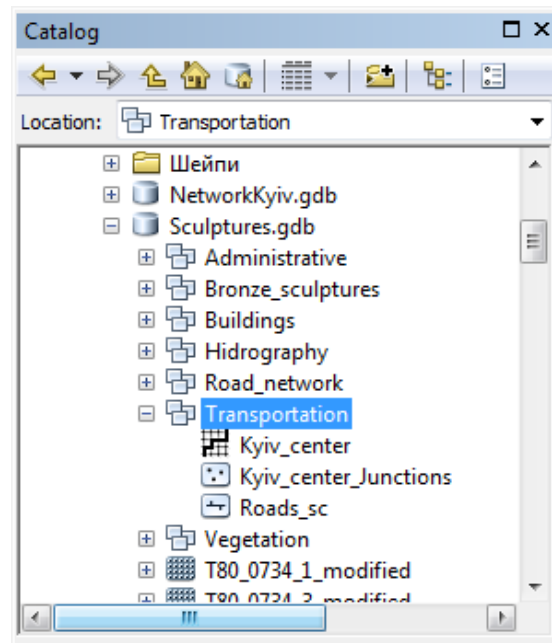 Catalog
Location: Transportation
Шейпи
NetworkKyiv.gdb
Sculptures.gdb
Administrative
Bronze_sculptures
Buildings
Hidrography
Road_network
Transportation
Kyiv_center
Kyiv_center_Junctions
Roads_sc
Vegetation
T80_0734_1_modified
T80_0734_3_modified